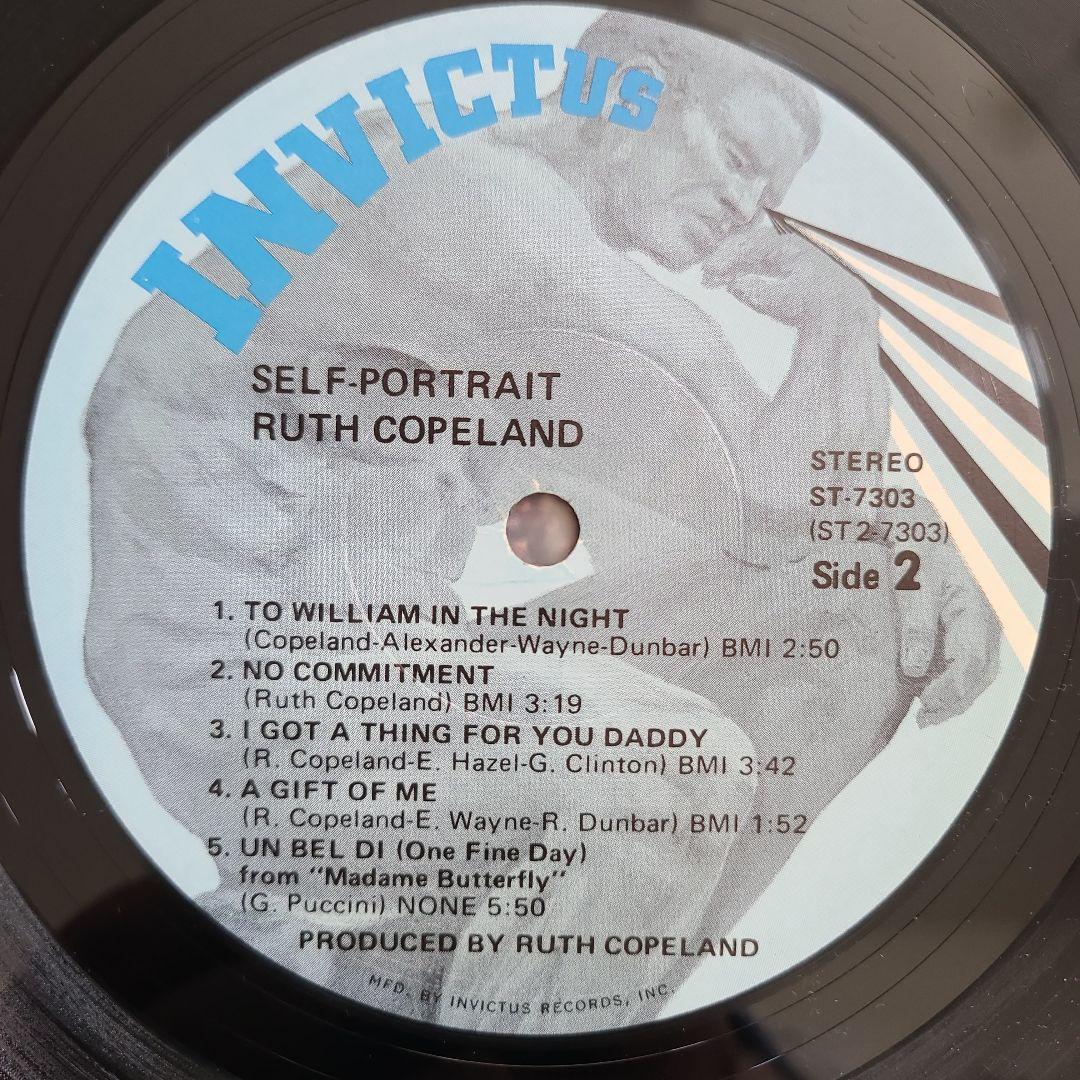 INVICTUS
SELF-PORTRAIT
RUTH COPELAND
STEREO
ST-7303
(ST 2-7303)
Side 2
1. TO WILLIAM IN THE NIGHT
(Copeland-Alexander-Wayne-Dunbar) BMI 2:50
2. NO COMMITMENT
(Ruth Copeland) BMI 3:19
3. I GOT A THING FOR YOU DADDY
(R. Copeland-E. Hazel-G. Clinton) BMI 3:42
4. A GIFT OF ME
(R. Copeland-E. Wayne-R. Dunbar) BMI 1:52
5. UN BEL DI (One Fine Day)
from "Madame Butterfly"
(G. Puccini) NONE 5:50
PRODUCED BY RUTH COPELAND
MFD. BY INVICTUS RECORDS, INC.